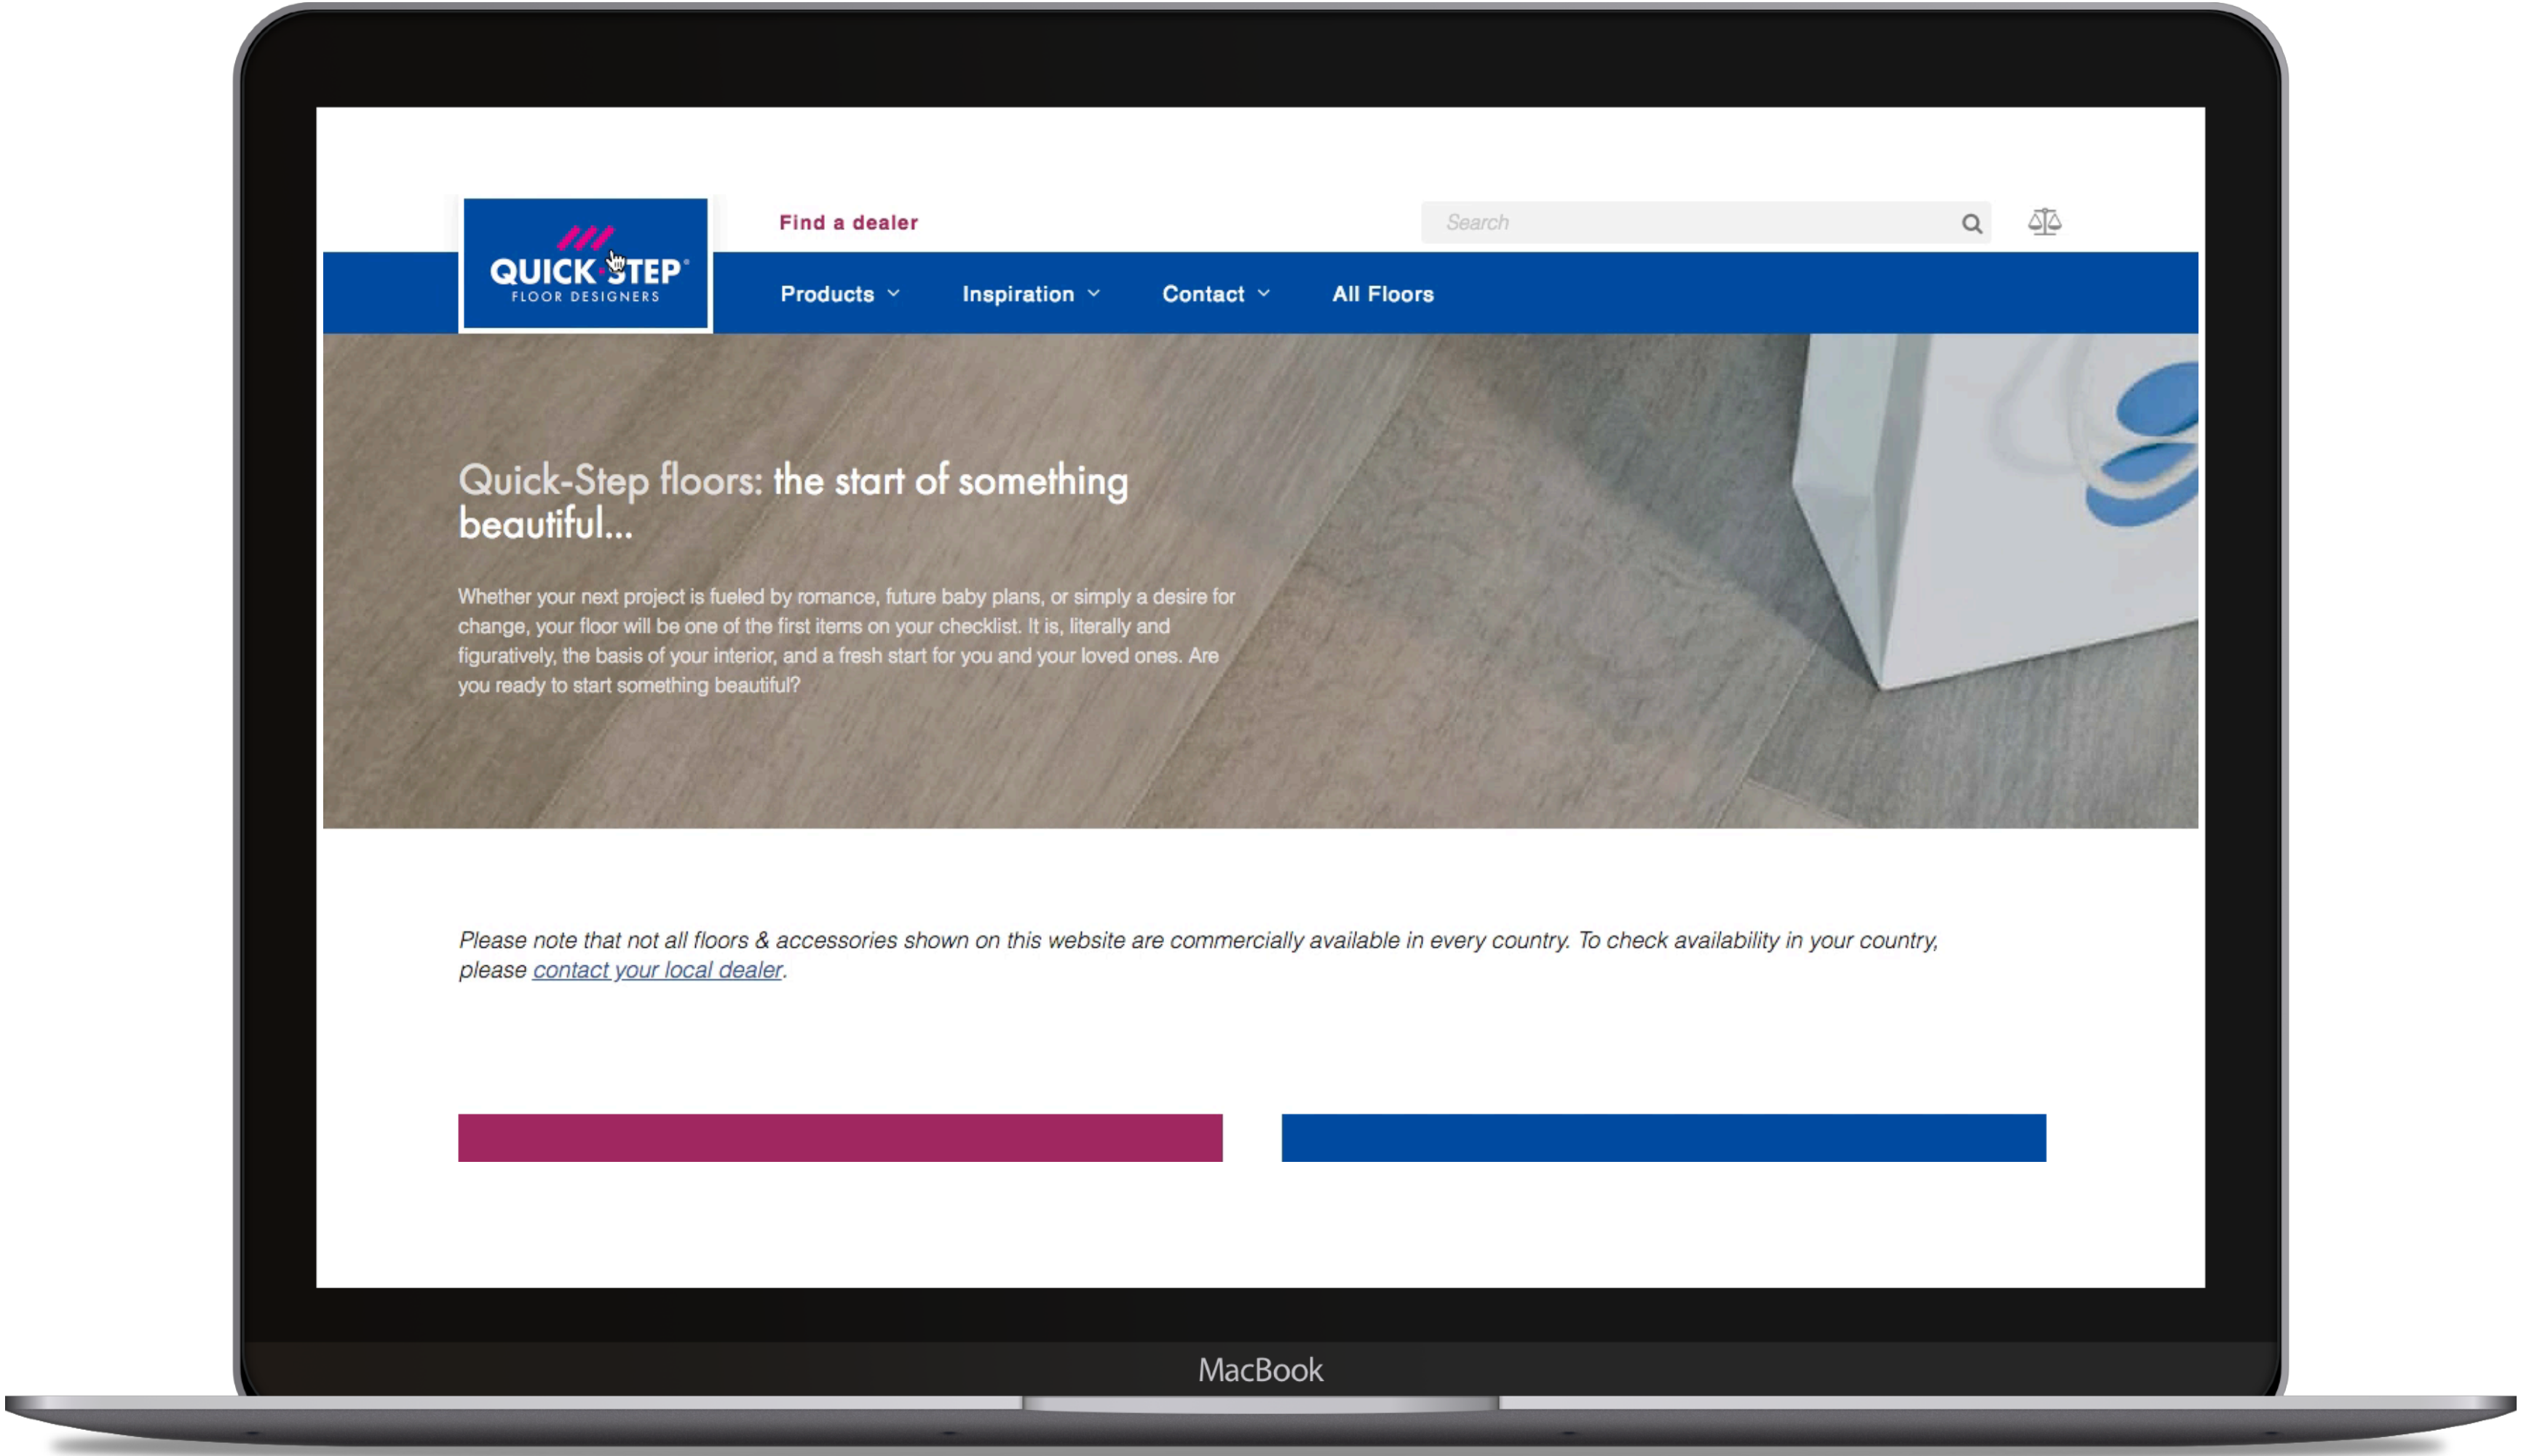 Find a dealer
Search
QUICK•STEP®
FLOOR DESIGNERS
Products
Inspiration
Contact
All Floors
Quick-Step floors: the start of something
beautiful...
Whether your next project is fueled by romance, future baby plans, or simply a desire for
change, your floor will be one of the first items on your checklist. It is, literally and
figuratively, the basis of your interior, and a fresh start for you and your loved ones. Are
you ready to start something beautiful?
Please note that not all floors & accessories shown on this website are commercially available in every country. To check availability in your country,
please contact your local dealer.
MacBook